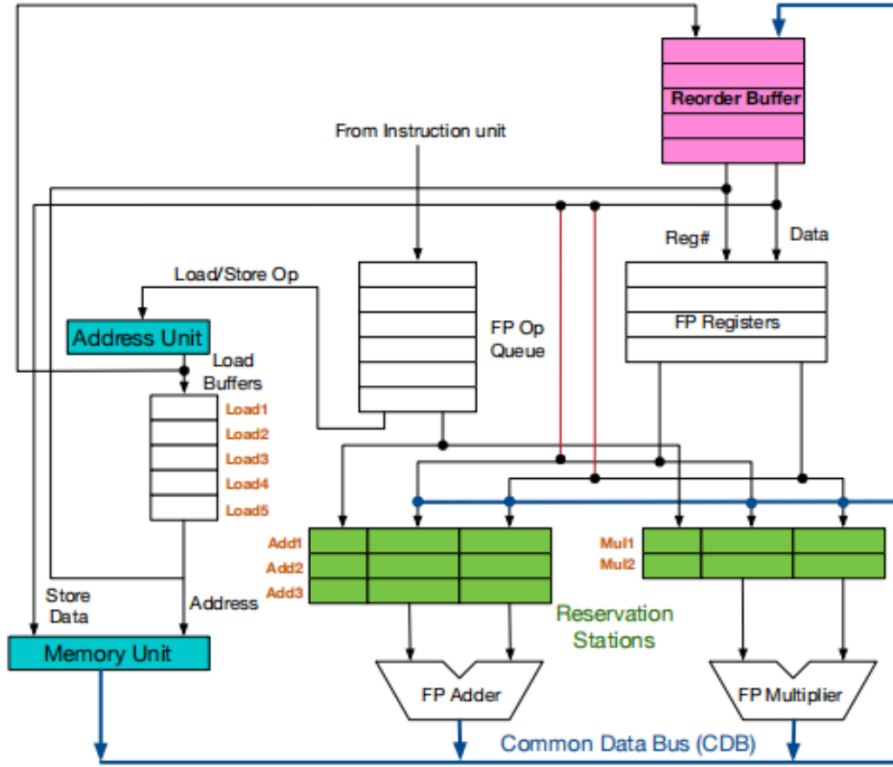 Reorder Buffer
From Instruction unit
Reg#
Data
Load/Store Op
FP Op
Queue
FP Registers
Address Unit
Load
Buffers
Load1
Load2
Load3
Load4
Load5
Add1
Add2
Add3
Mul1
Mul2
Store
Data
Address
Reservation
Stations
Memory Unit
FP Adder
FP Multiplier
Common Data Bus (CDB)